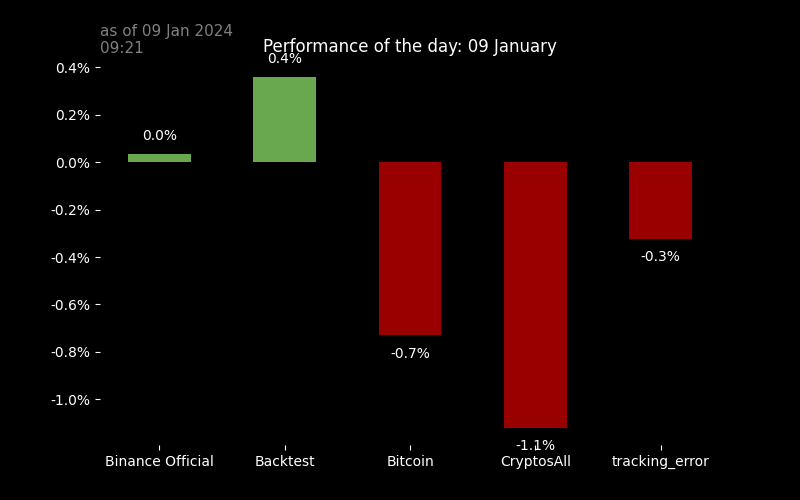 as of 09 Jan 2024
09:21
Performance of the day: 09 January
0.4%
0.2%
0.0%
-0.2%
-0.4%
-0.6%
-0.8%
-1.0%
0.0%
0.4%
-0.7%
-1.1%
-0.3%
Binance Official
Backtest
Bitcoin
CryptosAll
tracking_error